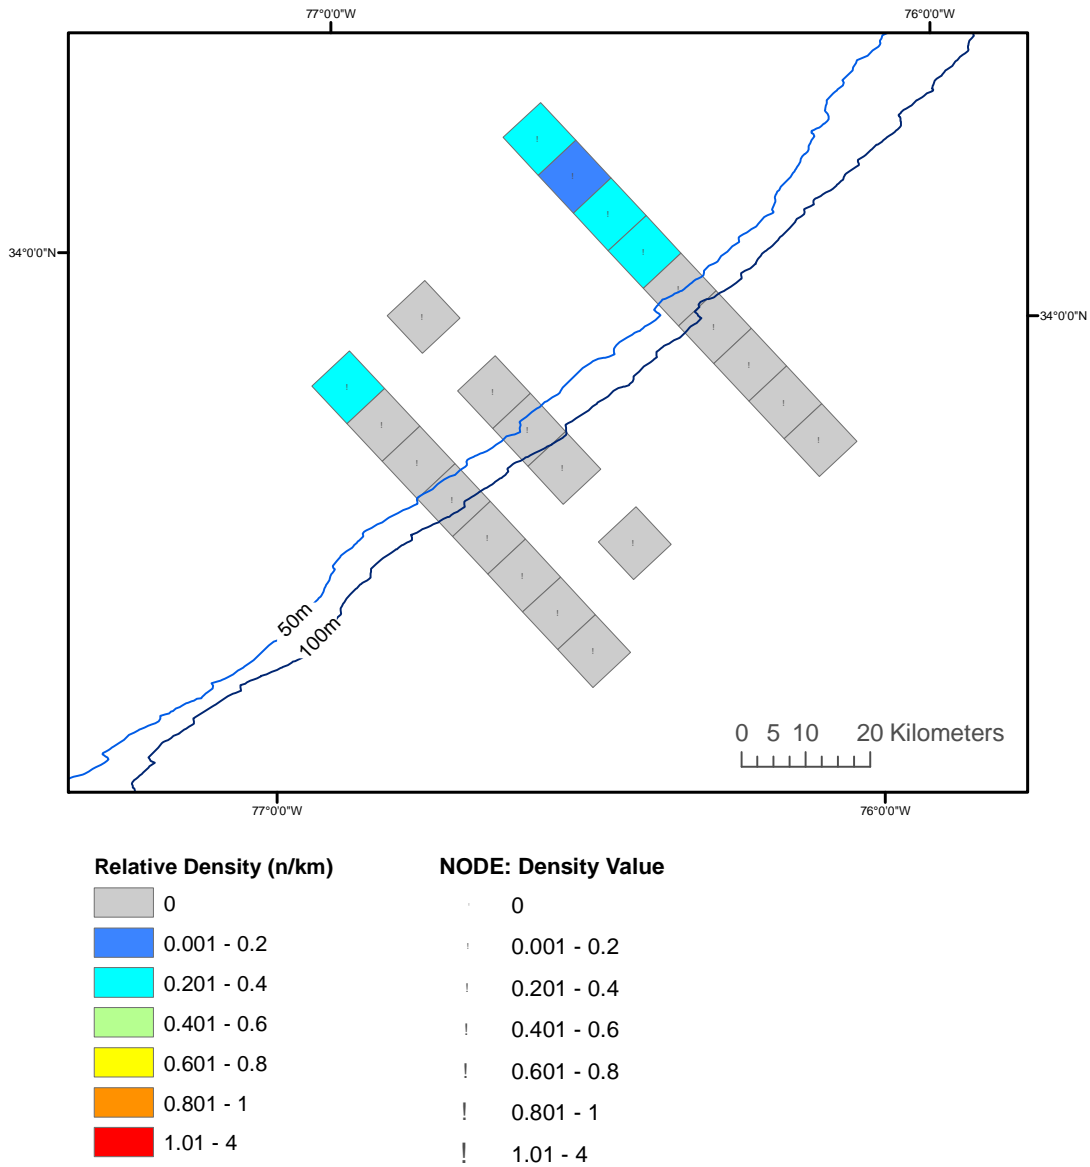 77°0'0"W 76°0'0"W
34°0'0"N
34°0'0"N
50m
100m
0 5 10 20 Kilometers
77°0'0"W 76°0'0"W
Relative Density (n/km) NODE: Density Value
0 ! 0
0.001 - 0.2 ! 0.001 - 0.2
0.201 - 0.4 ! 0.201 - 0.4
0.401 - 0.6 ! 0.401 - 0.6
0.601 - 0.8 ! 0.601 - 0.8
0.801 - 1 ! 0.801 - 1
1.01 - 4 ! 1.01 - 4